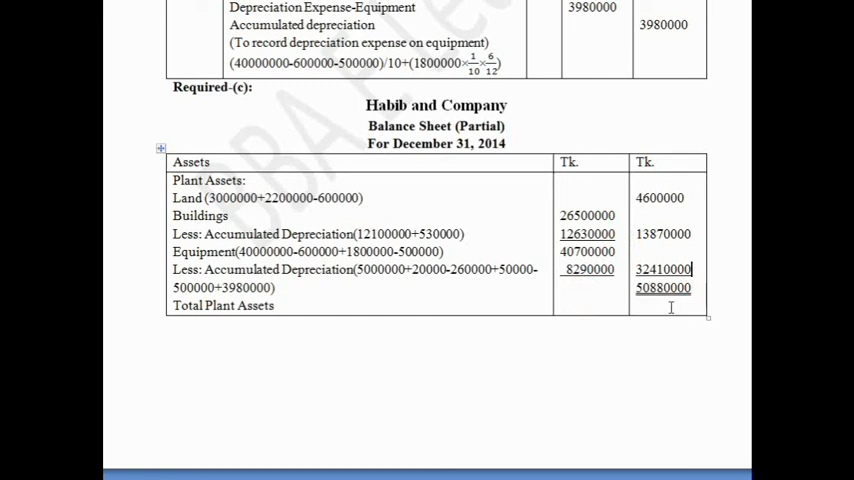 Depreciation Expense-Equipment 3980000
Accumulated depreciation 3980000
(To record depreciation expense on equipment)
(40000000-600000-500000)/10+(1800000×1/10×6/12)
Required-(c):
Habib and Company
Balance Sheet (Partial)
For December 31, 2014
Assets Tk. Tk.
Plant Assets:
Land (3000000+2200000-600000) 4600000
Buildings 26500000
Less: Accumulated Depreciation(12100000+530000) 12630000 13870000
Equipment(40000000-600000+1800000-500000) 40700000
Less: Accumulated Depreciation(5000000+20000-260000+50000- 8290000 32410000
500000+3980000) 50880000
Total Plant Assets